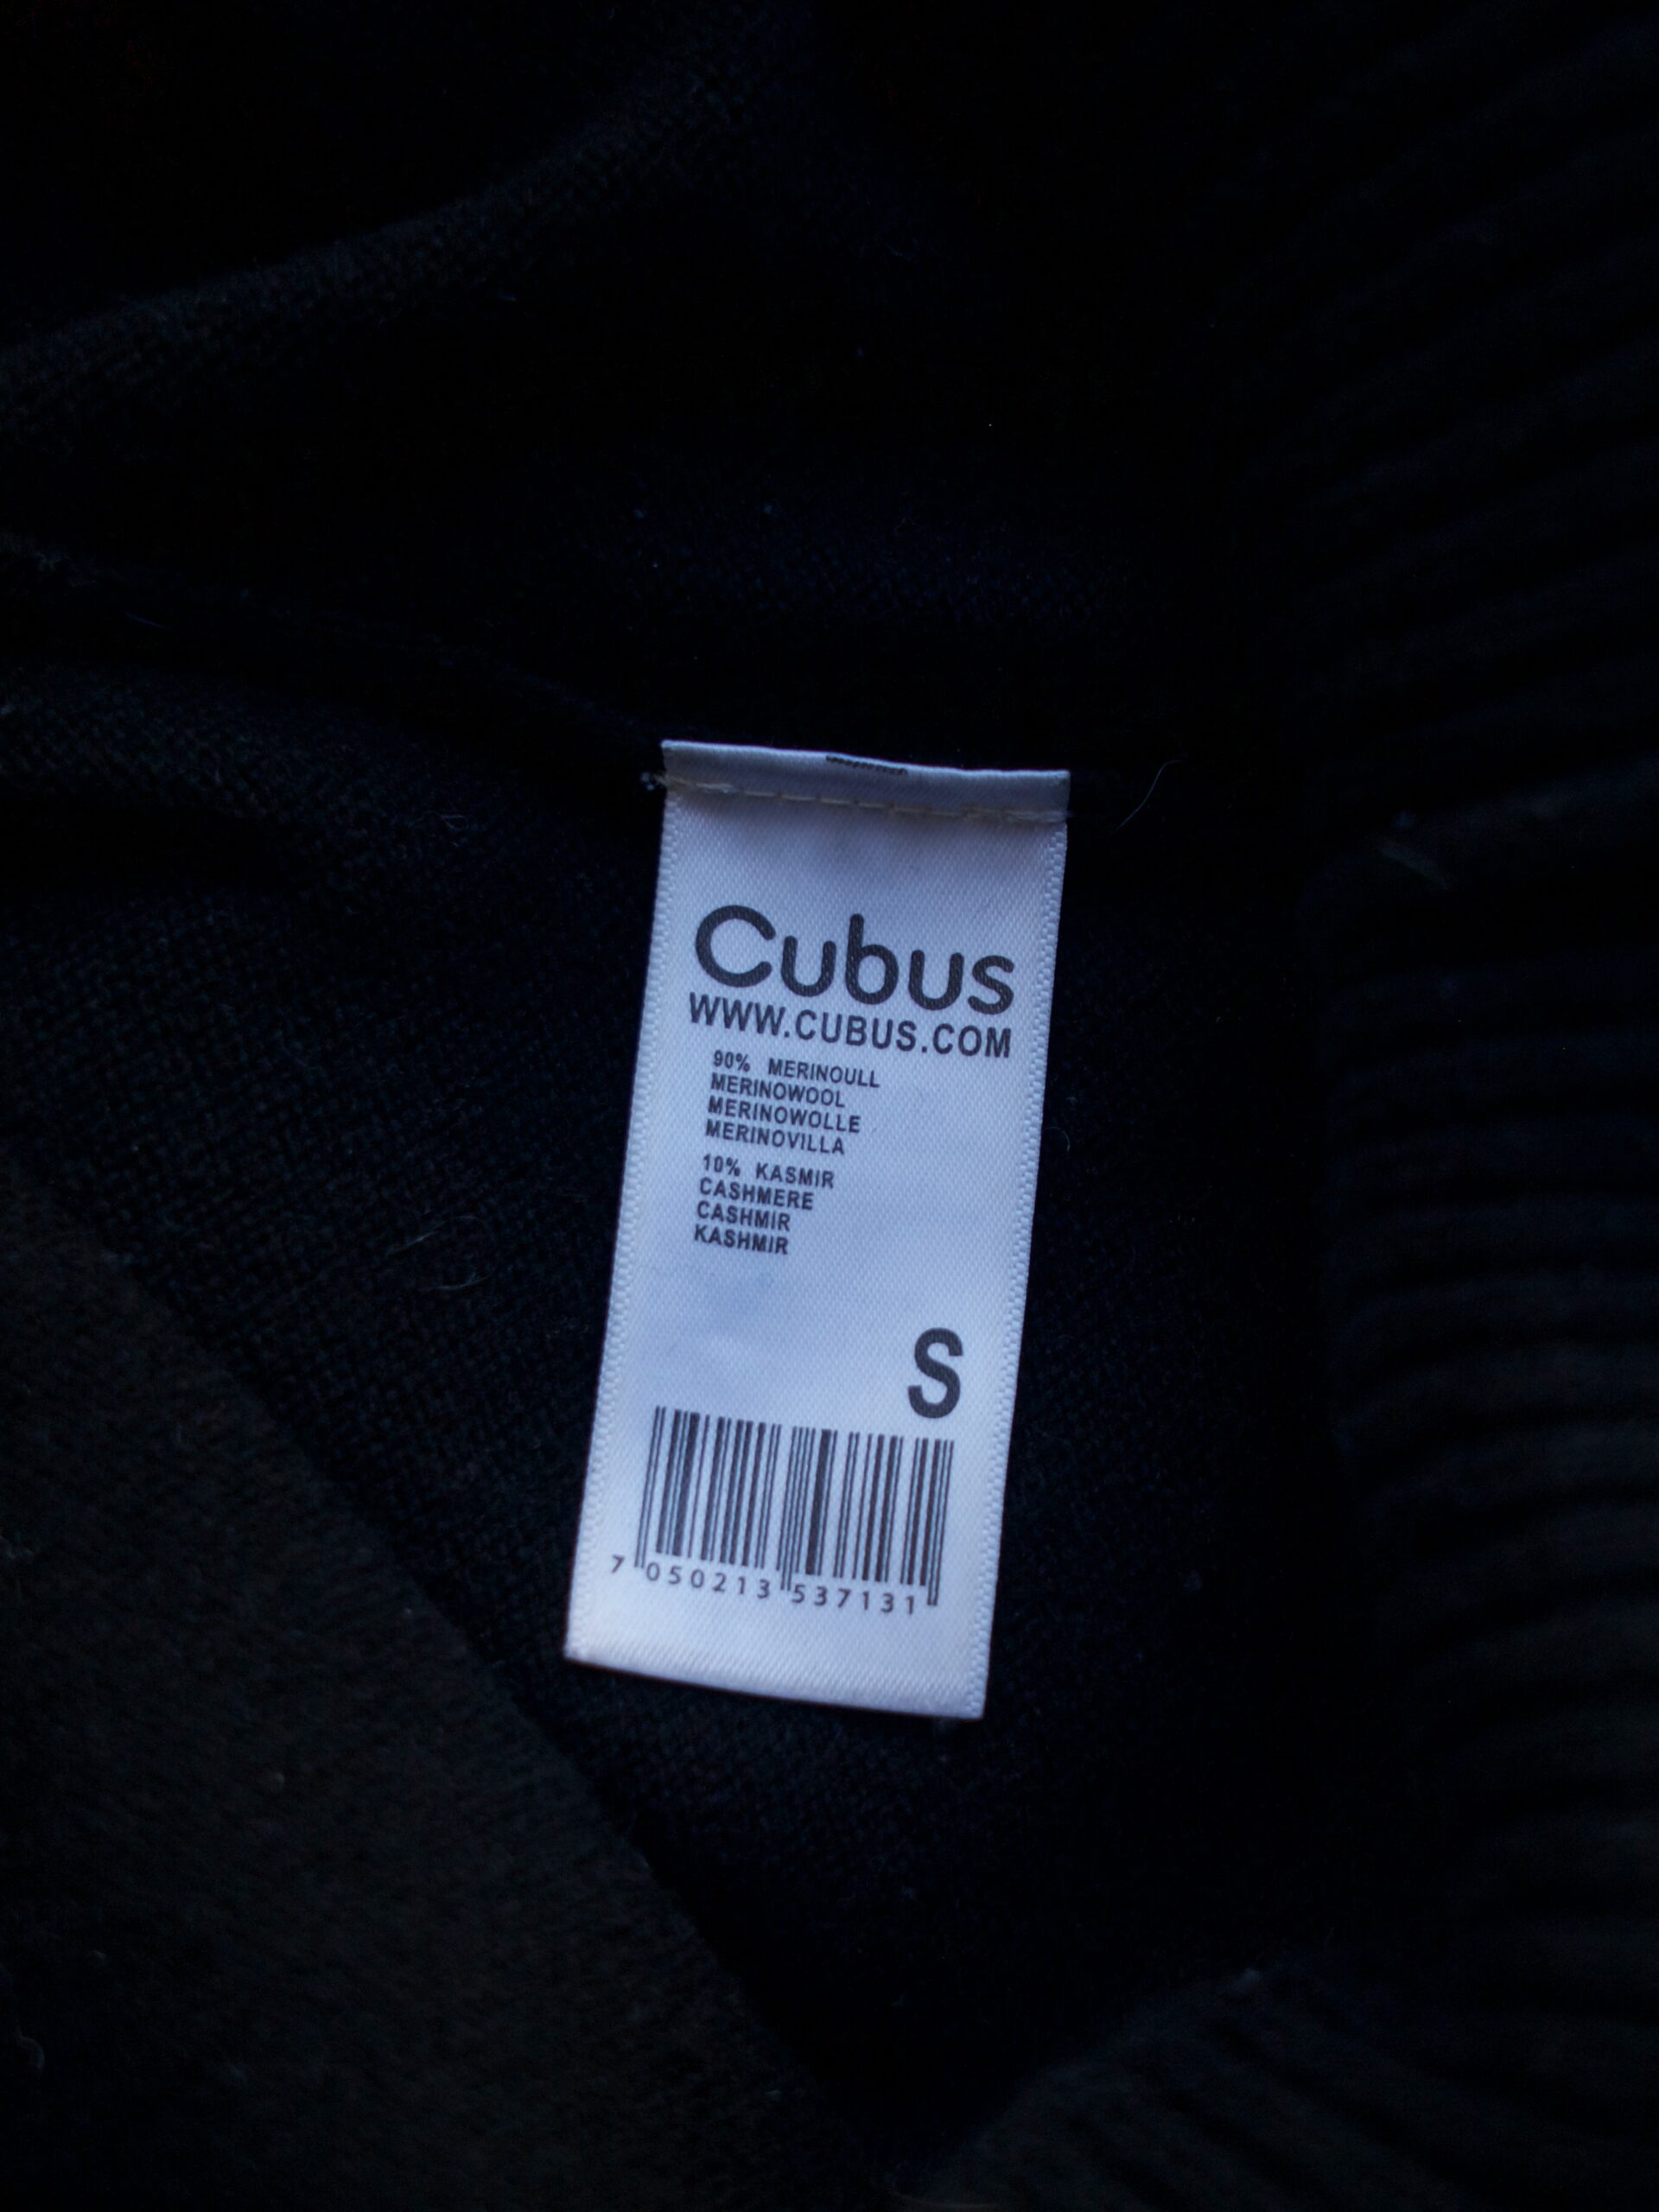 Cubus
WWW.CUBUS.COM
90% MERINOULL
MERINOWOOL
MERINOWOLLE
MERINOVILLA
10% KASMIR
CASHMERE
CASHMIR
KASHMIR
S
7 050213 537131